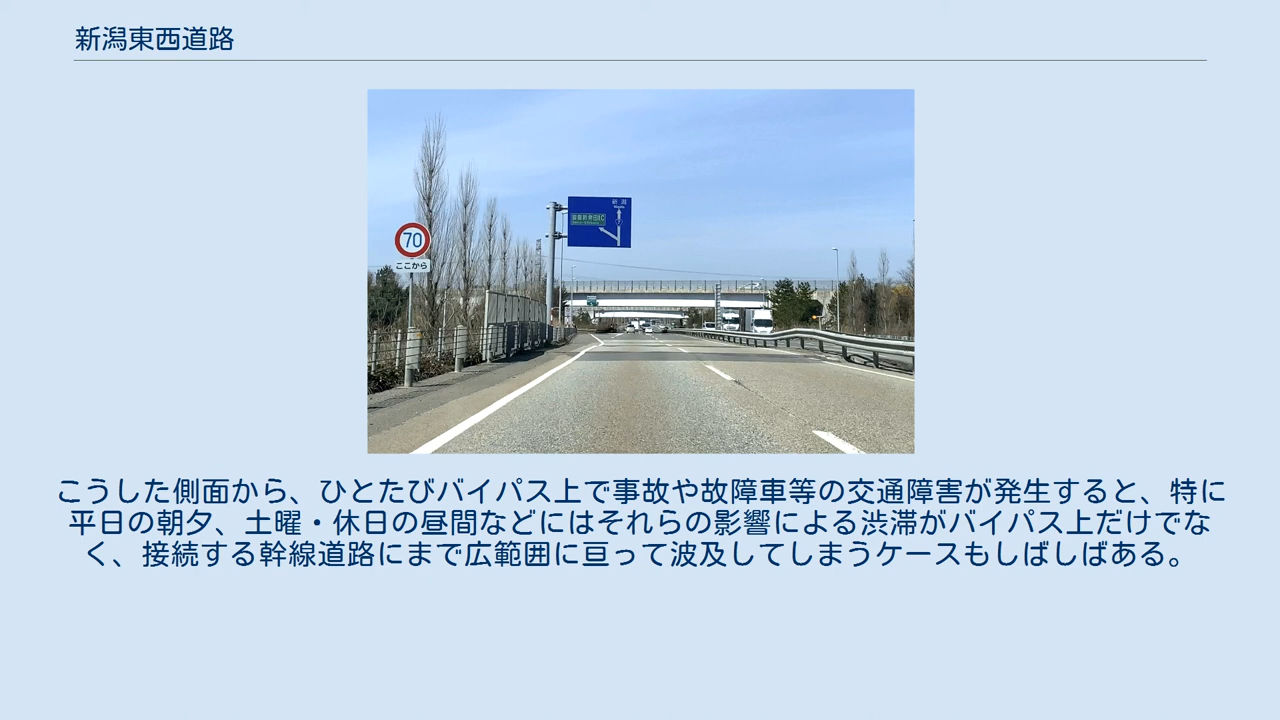 新潟東西道路
70
ここから
新潟
こうした側面から、ひとたびバイパス上で事故や故障車等の交通障害が発生すると、特に
平日の朝夕、土曜・休日の昼間などにはそれらの影響による渋滞がバイパス上だけでな
く、接続する幹線道路にまで広範囲に亘って波及してしまうケースもしばしばある。